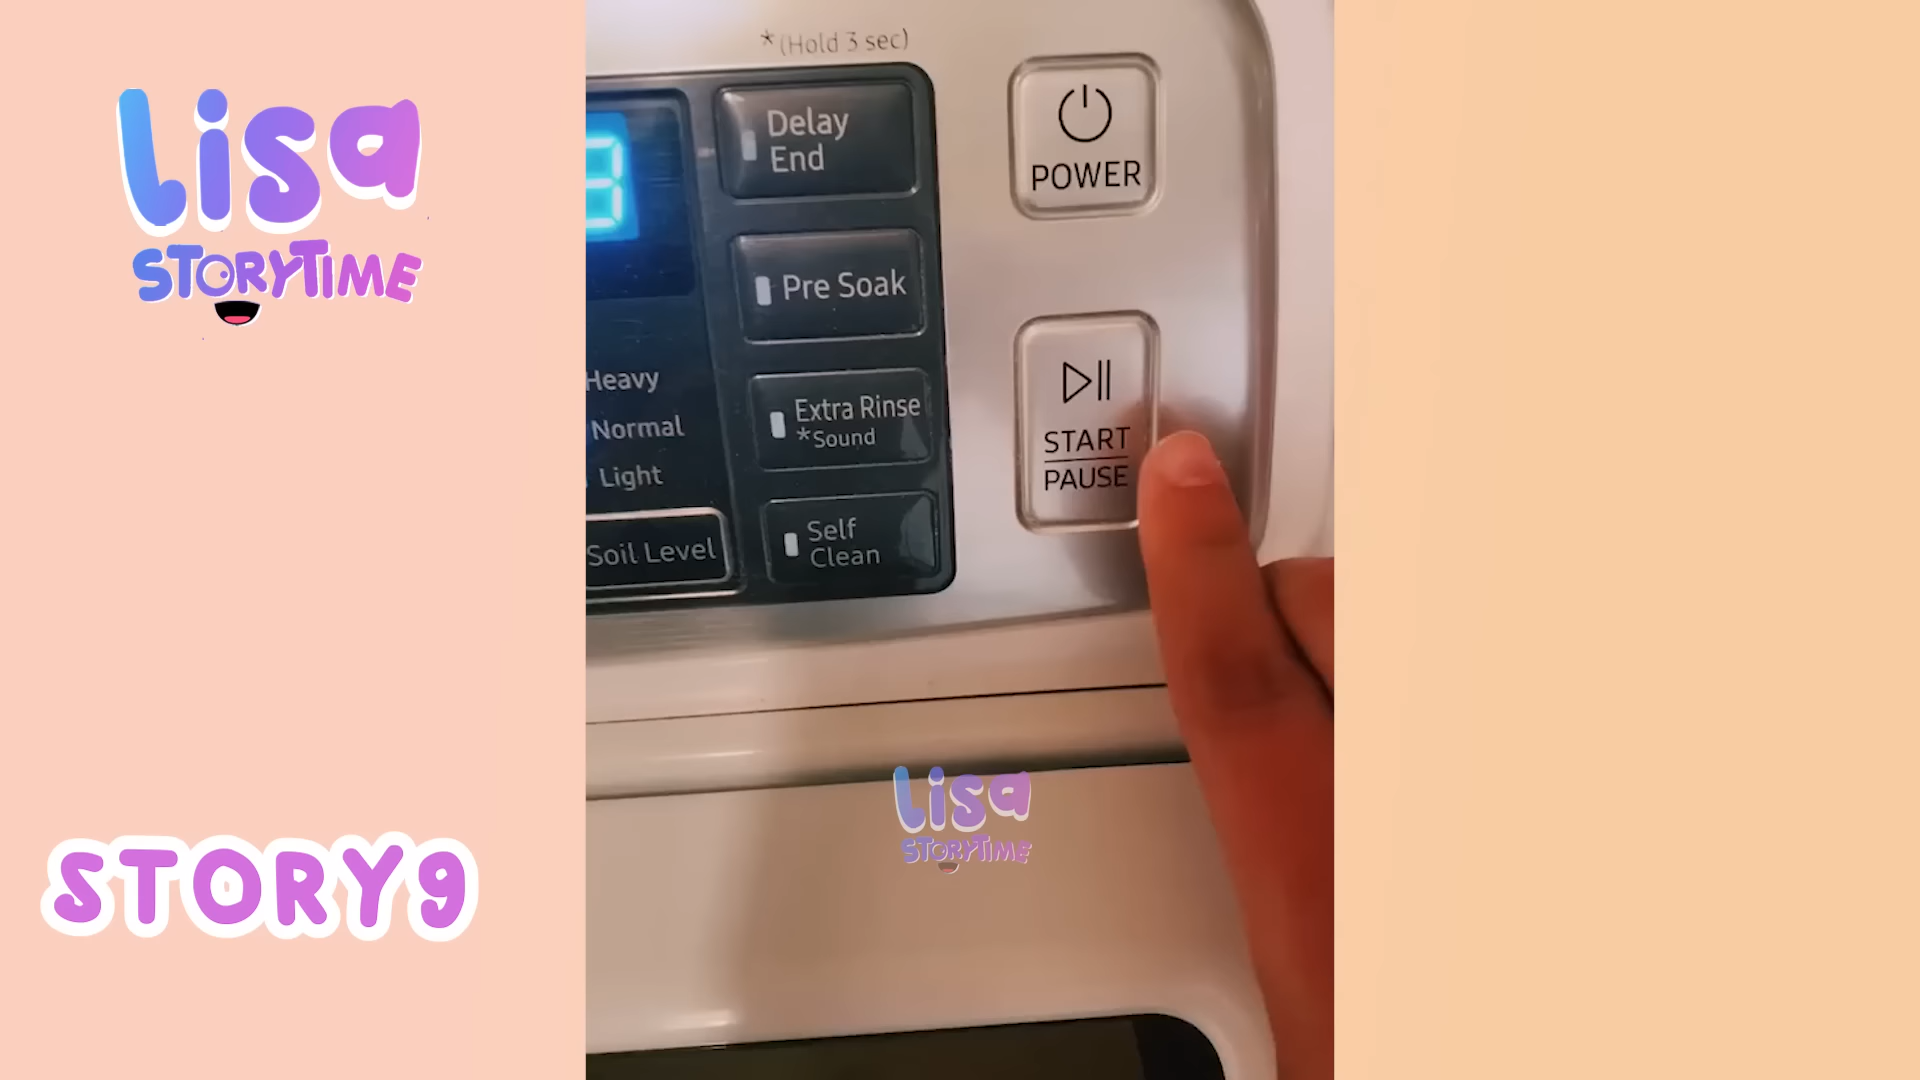 Lisa
STORYTIME
STORY9
*(Hold 3 sec)
Delay
End
POWER
Pre Soak
START
PAUSE
Heavy
Normal
Light
Extra Rinse
*Sound
Soil Level
Self
Clean
Lisa
STORYTIME